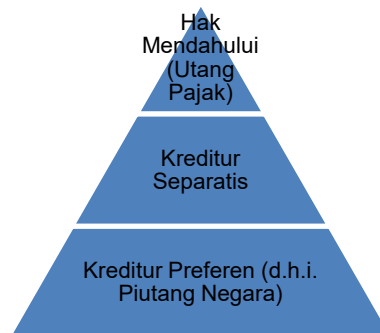 Hak
Mendahului
(Utang
Pajak)
Kreditur
Separatis
Kreditur Preferen (d.h.i.
Piutang Negara)